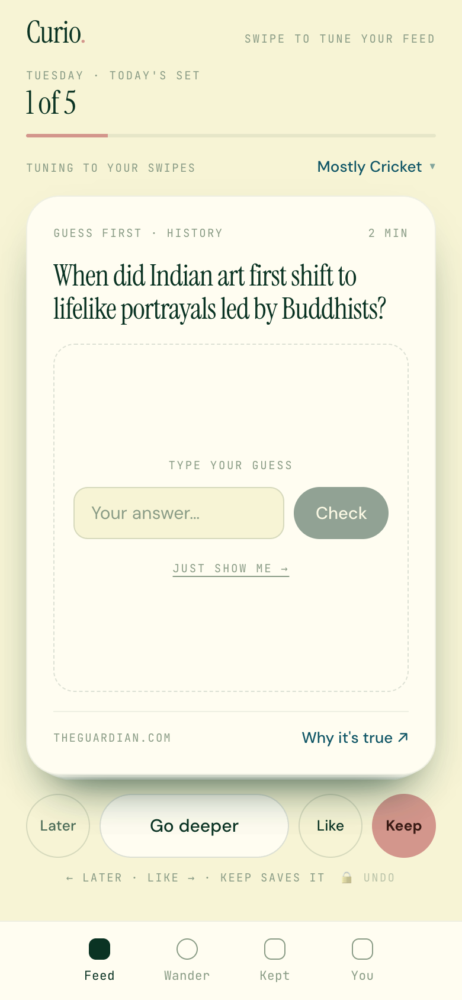 Curio.
SWIPE TO TUNE YOUR FEED
TUESDAY · TODAY'S SET
1 of 5
TUNING TO YOUR SWIPES
Mostly Cricket ▾
GUESS FIRST · HISTORY
2 MIN
When did Indian art first shift to
lifelike portrayals led by Buddhists?
TYPE YOUR GUESS
Your answer...
Check
JUST SHOW ME →
THEGUARDIAN.COM
Why it's true ↗
Later
Go deeper
Like
Keep
← LATER · LIKE → · KEEP SAVES IT 🔒 UNDO
Feed
Wander
Kept
You